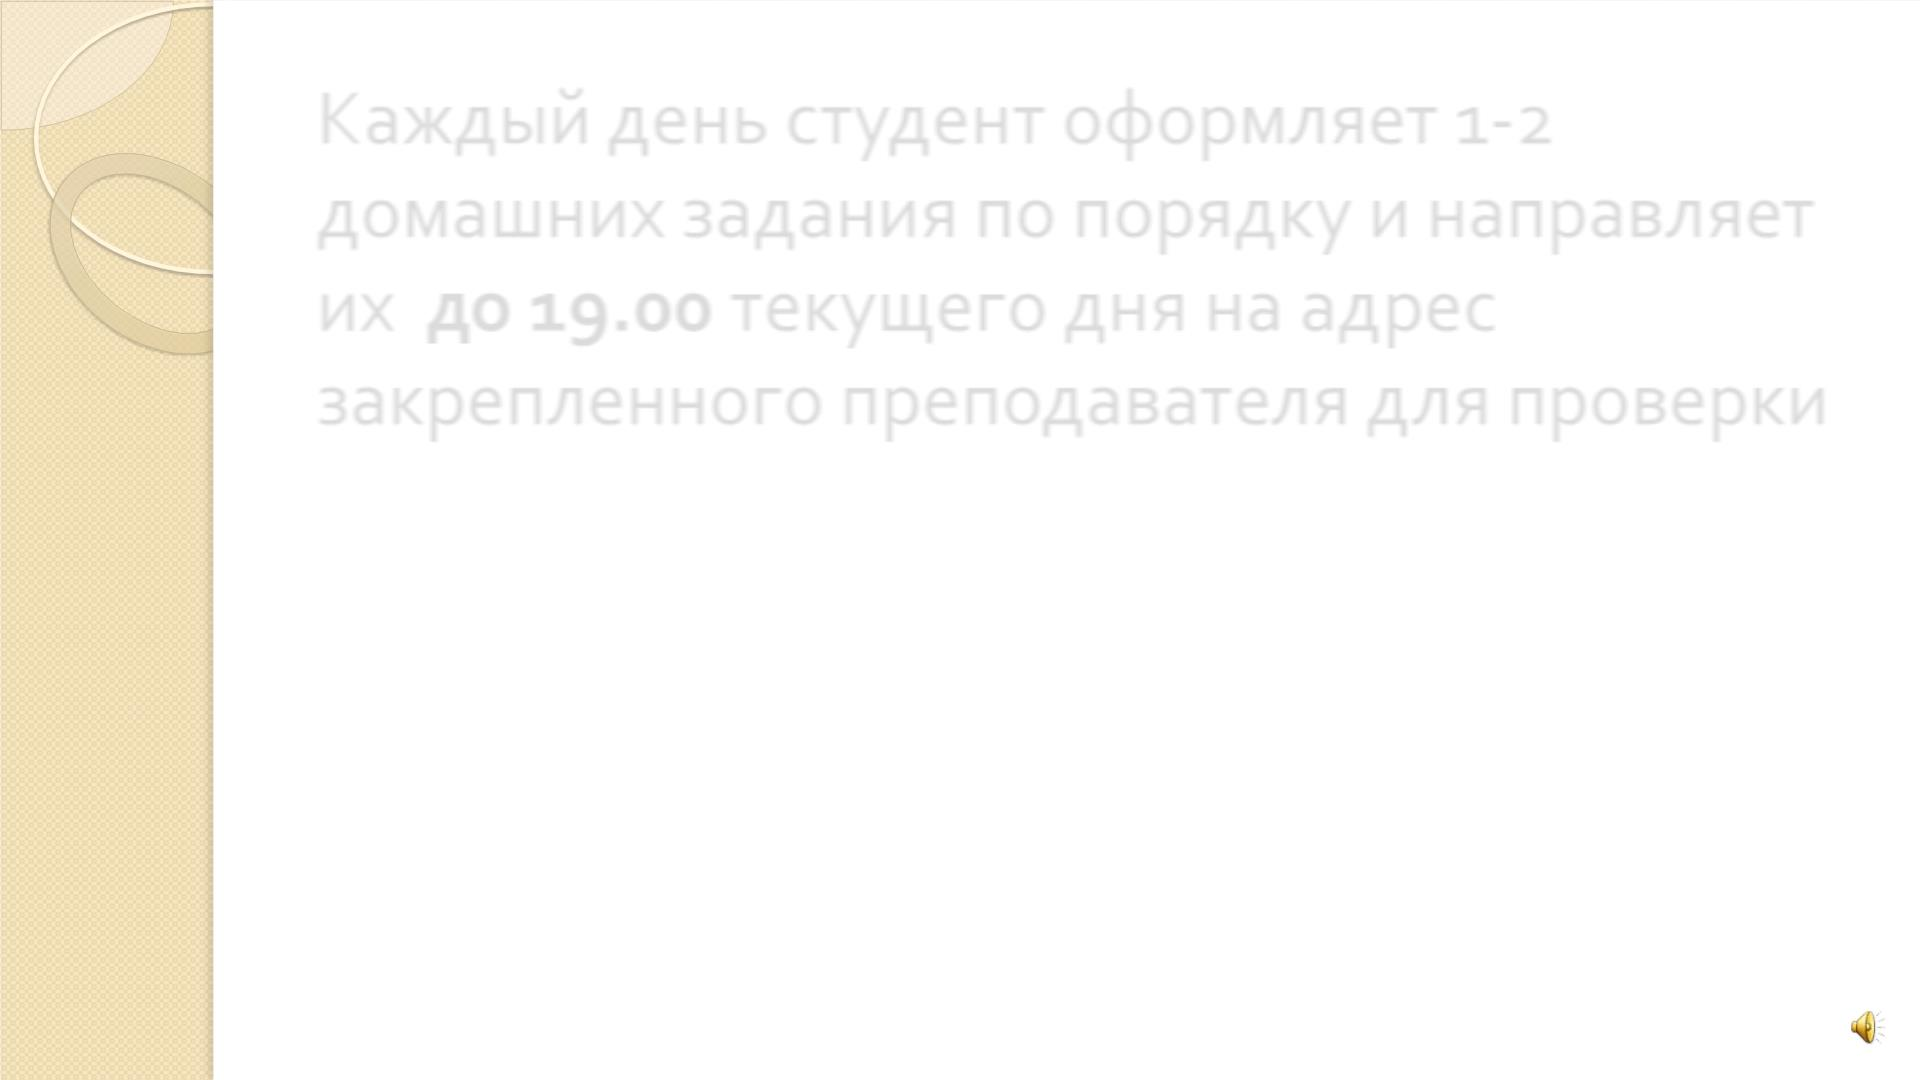 Каждый день студент оформляет 1-2
домашних задания по порядку и направляет
их до 19.00 текущего дня на адрес
закрепленного преподавателя для проверки